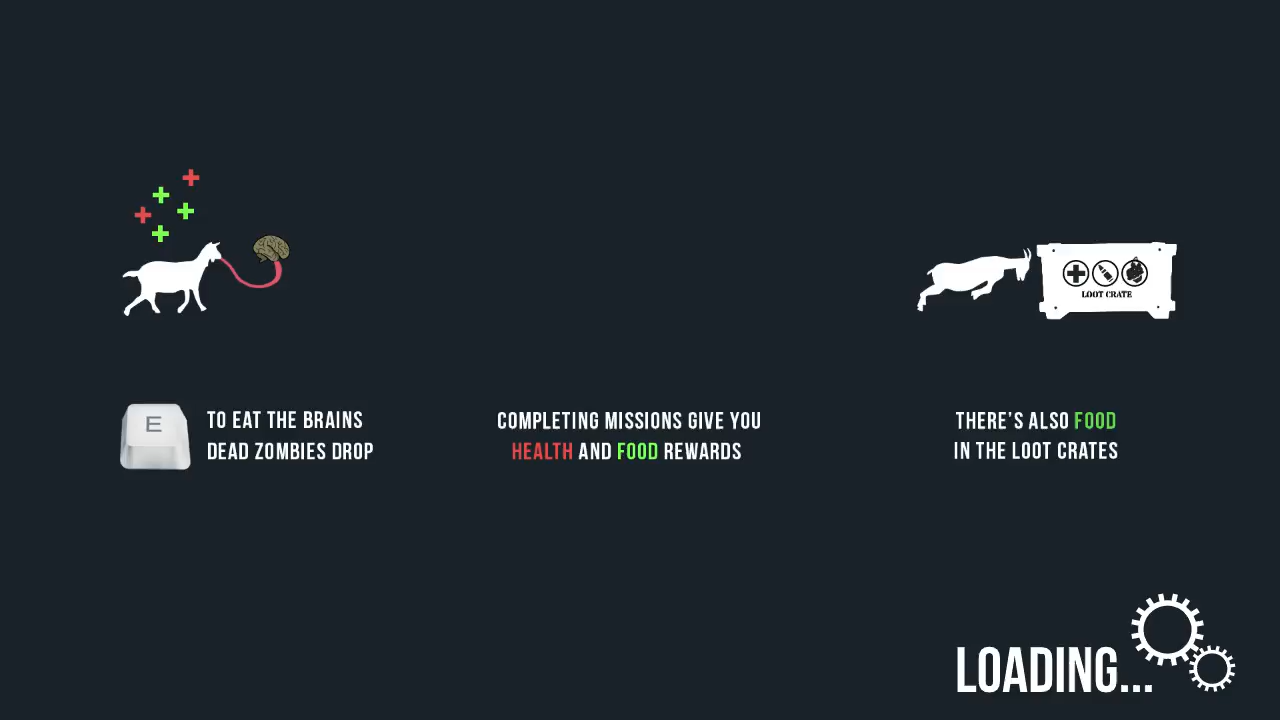 LOOT CRATE
E
TO EAT THE BRAINS
DEAD ZOMBIES DROP
COMPLETING MISSIONS GIVE YOU
HEALTH AND FOOD REWARDS
THERE'S ALSO FOOD
IN THE LOOT CRATES
LOADING...